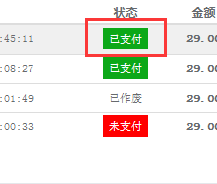 状态 金额
:45:11 已支付 29.00
:08:27 已支付 29.00
:01:49 已作废 29.00
:00:33 未支付 29.00